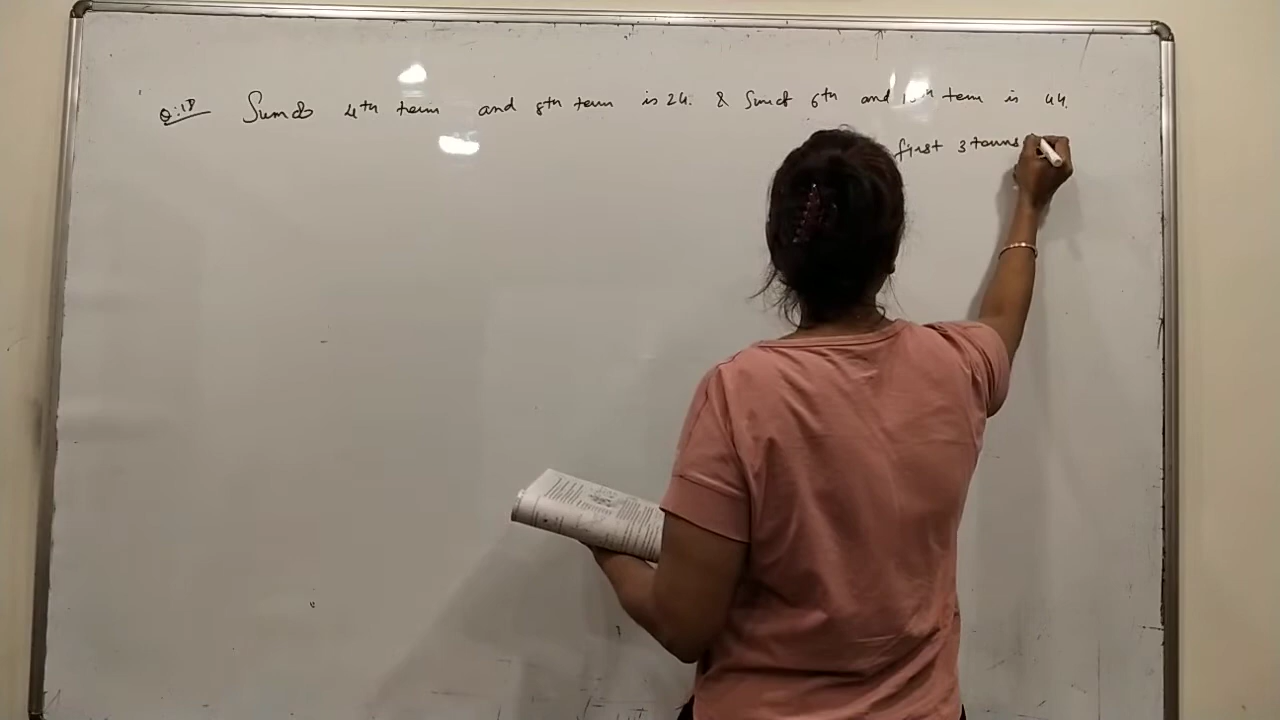 Q:18 Sum of 4th term and 8th term is 24. & Sum of 6th and 10th term is 44.
first 3 terms